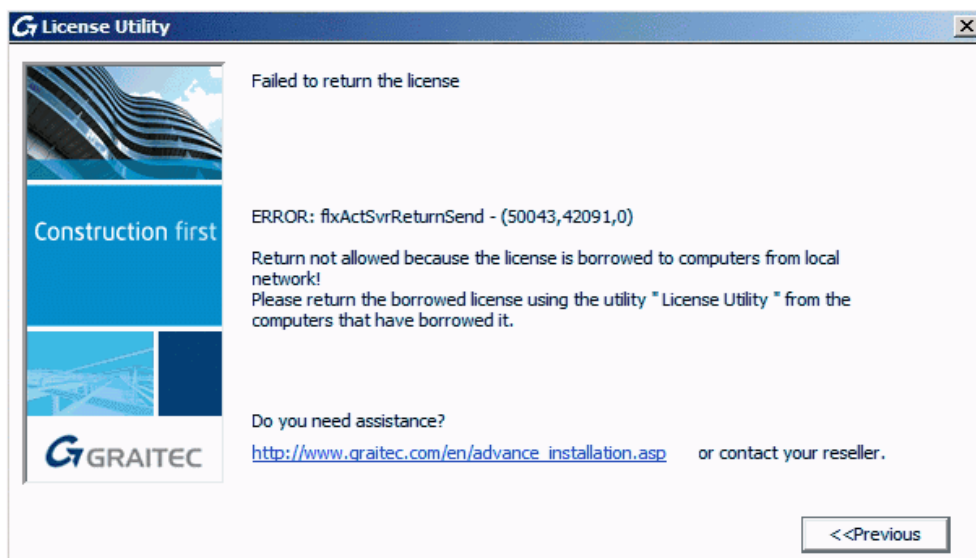 License Utility
Failed to return the license
Construction first
ERROR: flxActSvrReturnSend - (50043,42091,0)
Return not allowed because the license is borrowed to computers from local
network!
Please return the borrowed license using the utility " License Utility " from the
computers that have borrowed it.
Do you need assistance?
http://www.graitec.com/en/advance_installation.asp or contact your reseller.
GRAITEC
<<Previous